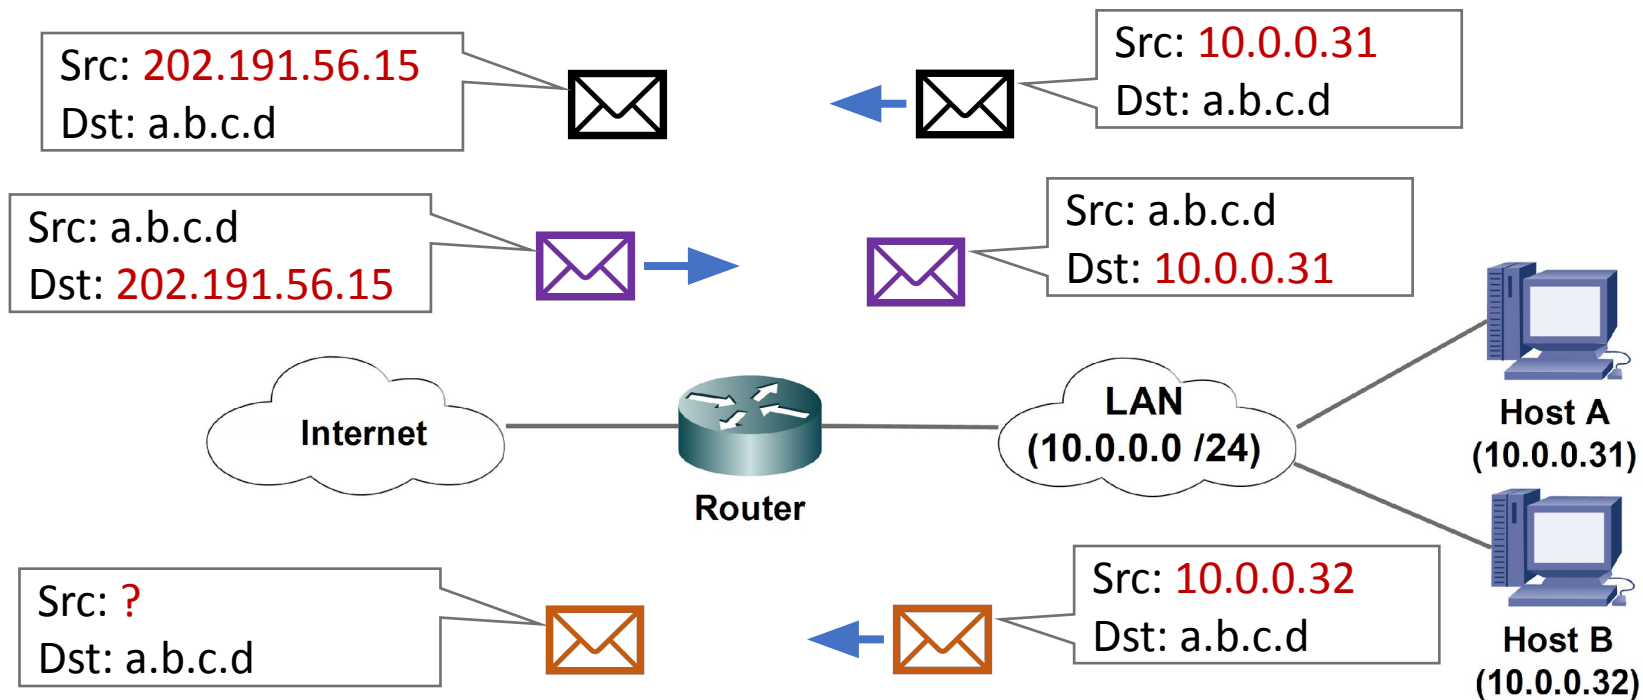 Src: 202.191.56.15
Dst: a.b.c.d
Src: 10.0.0.31
Dst: a.b.c.d
Src: a.b.c.d
Dst: 202.191.56.15
Src: a.b.c.d
Dst: 10.0.0.31
Internet
Router
LAN
(10.0.0.0 /24)
Host A
(10.0.0.31)
Src: ?
Dst: a.b.c.d
Src: 10.0.0.32
Dst: a.b.c.d
Host B
(10.0.0.32)